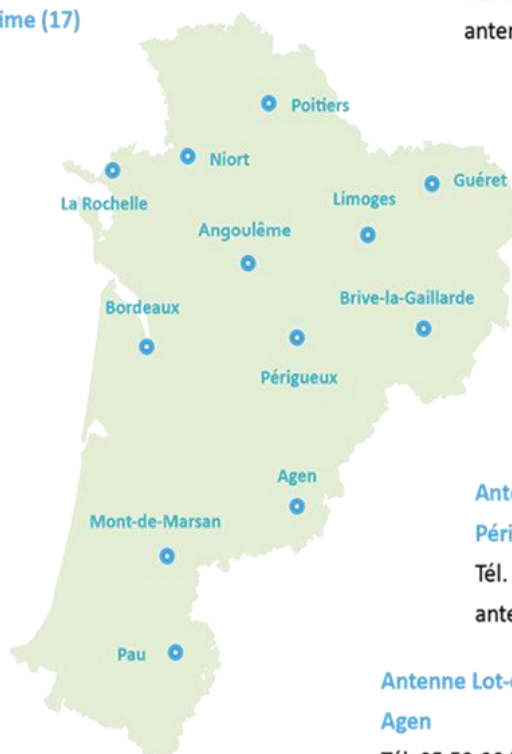 ime (17)
anten
Poitiers
Niort
Guéret
La Rochelle
Limoges
Angoulême
Brive-la-Gaillarde
Bordeaux
Périgueux
Agen
Ante
Mont-de-Marsan
Péri
Tél.
ante
Pau
Antenne Lot-e
Agen